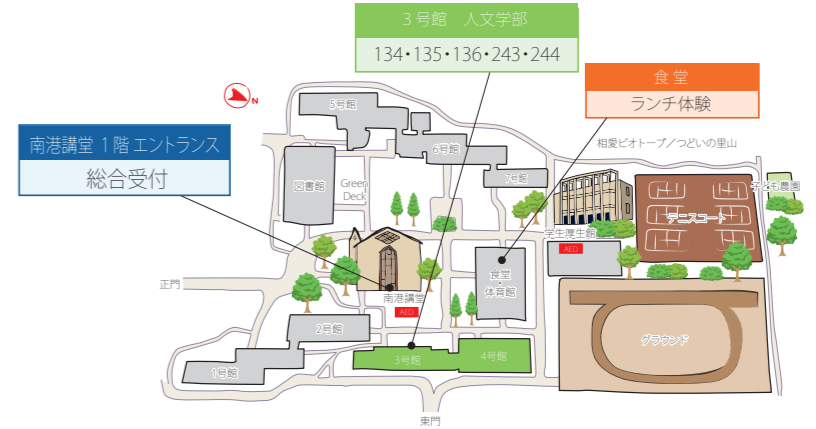 3号館 人文学部
134・135・136・243・244
食堂
ランチ体験
南港講堂 1階エントランス
総合受付
N
5号館
6号館
7号館
相愛ビオトープ／つどいの里山
図書館
Green
Deck
子ども農園
テニスコート
学生厚生館
AED
正門
食堂
・
体育館
南港講堂
AED
2号館
グラウンド
1号館
3号館
4号館
東門